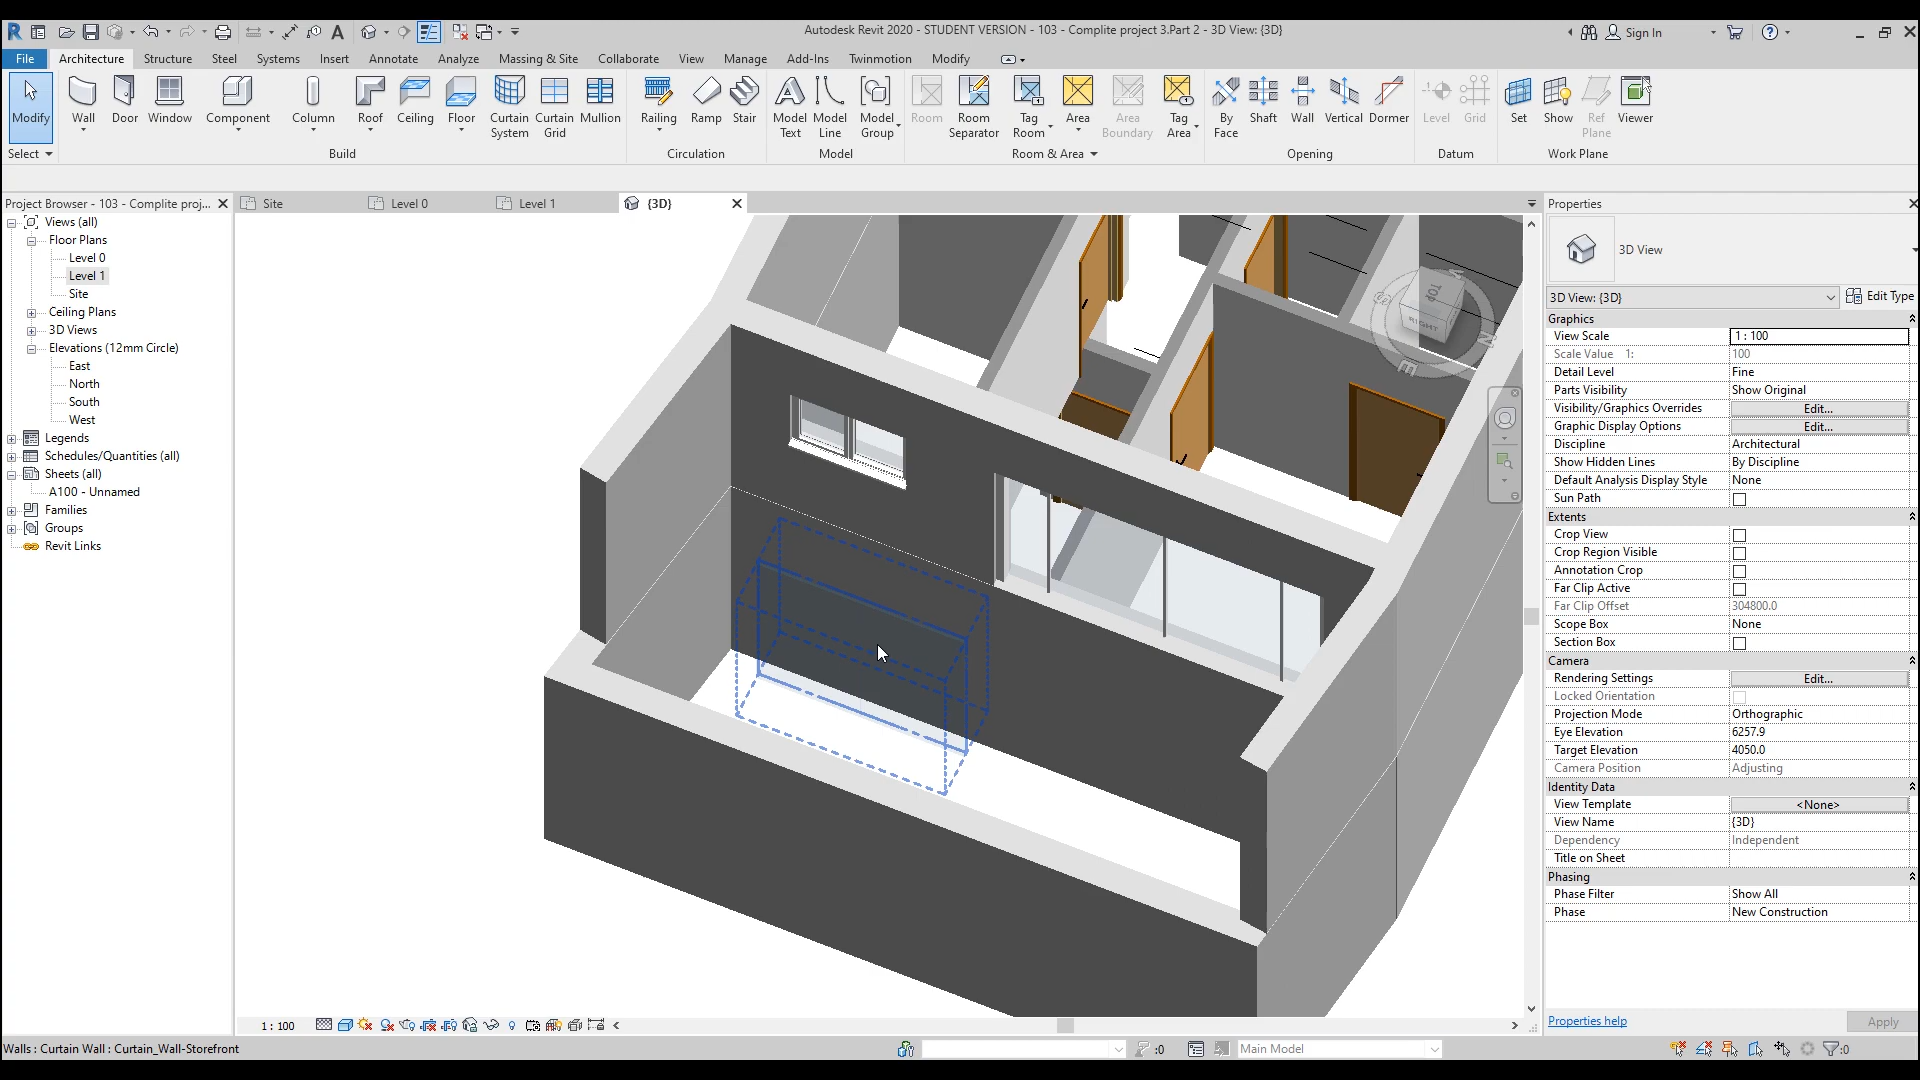 Autodesk Revit 2020 - STUDENT VERSION - 103 - Complite project 3.Part 2 - 3D View: {3D}
Sign In
File Architecture Structure Steel Systems Insert Annotate Analyze Massing & Site Collaborate View Manage Add-Ins Twinmotion Modify
Modify Wall Door Window Component Column Roof Ceiling Floor Curtain System Curtain Grid Mullion Railing Ramp Stair Model Text Model Line Model Group Room Room Separator Tag Room Area Area Boundary Tag Area By Face Shaft Wall Vertical Dormer Level Grid Set Show Ref Plane Viewer
Select Build Circulation Model Room & Area Opening Datum Work Plane
Project Browser - 103 - Complite proj...
Views (all)
Floor Plans
Level 0
Level 1
Site
Ceiling Plans
3D Views
Elevations (12mm Circle)
East
North
South
West
Legends
Schedules/Quantities (all)
Sheets (all)
A100 - Unnamed
Families
Groups
Revit Links
Site Level 0 Level 1 {3D}
TOP
RIGHT
E
Properties
3D View
3D View: {3D} Edit Type
Graphics
View Scale 1 : 100
Scale Value 1: 100
Detail Level Fine
Parts Visibility Show Original
Visibility/Graphics Overrides Edit...
Graphic Display Options Edit...
Discipline Architectural
Show Hidden Lines By Discipline
Default Analysis Display Style None
Sun Path
Extents
Crop View
Crop Region Visible
Annotation Crop
Far Clip Active
Far Clip Offset 304800.0
Scope Box None
Section Box
Camera
Rendering Settings Edit...
Locked Orientation
Projection Mode Orthographic
Eye Elevation 6257.9
Target Elevation 4050.0
Camera Position Adjusting
Identity Data
View Template <None>
View Name {3D}
Dependency Independent
Title on Sheet
Phasing
Phase Filter Show All
Phase New Construction
Properties help Apply
1 : 100
Walls : Curtain Wall : Curtain_Wall-Storefront
:0
Main Model
:0